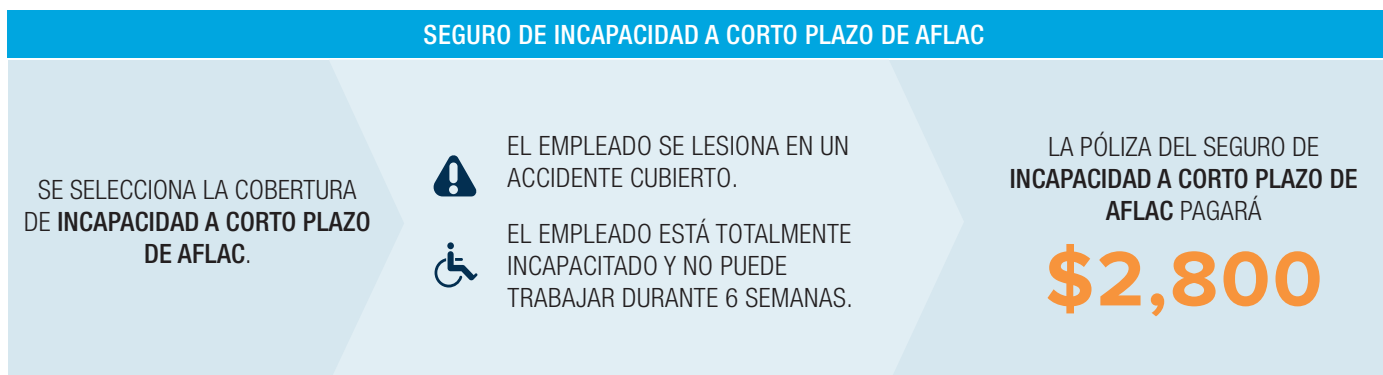 SEGURO DE INCAPACIDAD A CORTO PLAZO DE AFLAC
SE SELECCIONA LA COBERTURA
DE INCAPACIDAD A CORTO PLAZO
DE AFLAC.
EL EMPLEADO SE LESIONA EN UN
ACCIDENTE CUBIERTO.
EL EMPLEADO ESTÁ TOTALMENTE
INCAPACITADO Y NO PUEDE
TRABAJAR DURANTE 6 SEMANAS.
LA PÓLIZA DEL SEGURO DE
INCAPACIDAD A CORTO PLAZO DE
AFLAC PAGARÁ
$2,800